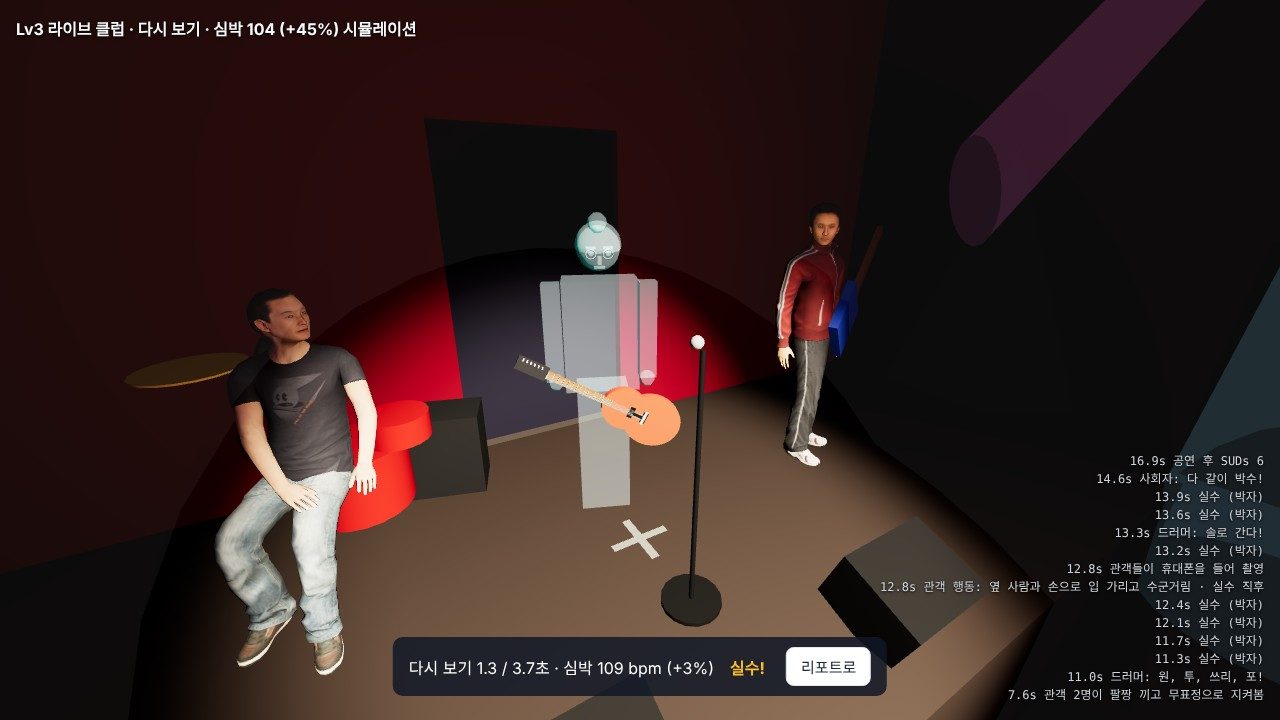 Lv3 라이브 클럽 · 다시 보기 · 심박 104 (+45%) 시뮬레이션
16.9s 공연 후 SUDs 6
14.6s 사회자: 다 같이 박수!
13.9s 실수 (박자)
13.6s 실수 (박자)
13.3s 드러머: 솔로 간다!
13.2s 실수 (박자)
12.8s 관객들이 휴대폰을 들어 촬영
12.8s 관객 행동: 옆 사람과 손으로 입 가리고 수군거림 · 실수 직후
12.4s 실수 (박자)
12.1s 실수 (박자)
11.7s 실수 (박자)
11.3s 실수 (박자)
11.0s 드러머: 원, 투, 쓰리, 포!
7.6s 관객 2명이 팔짱 끼고 무표정으로 지켜봄
다시 보기 1.3 / 3.7초 · 심박 109 bpm (+3%) 실수! 리포트로